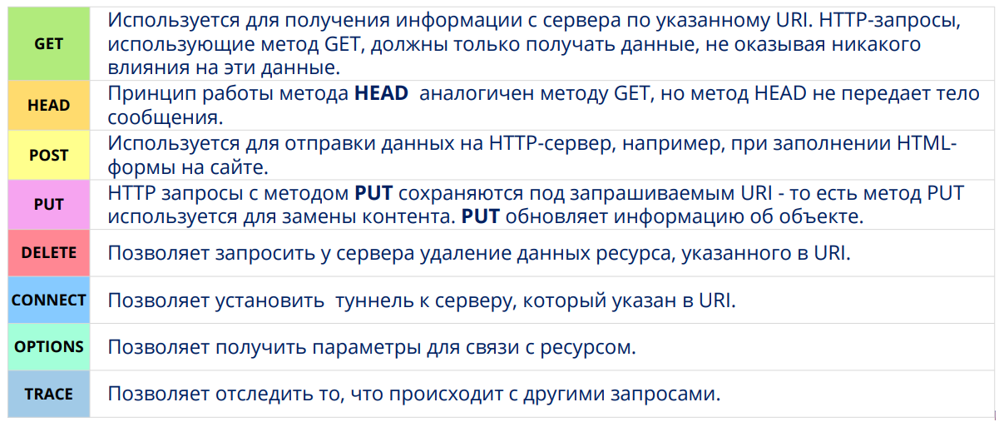 GET
Используется для получения информации с сервера по указанному URI. HTTP-запросы,
использующие метод GET, должны только получать данные, не оказывая никакого
влияния на эти данные.
HEAD
Принцип работы метода HEAD аналогичен методу GET, но метод HEAD не передает тело
сообщения.
POST
Используется для отправки данных на HTTP-сервер, например, при заполнении HTML-
формы на сайте.
PUT
HTTP запросы с методом PUT сохраняются под запрашиваемым URI - то есть метод PUT
используется для замены контента. PUT обновляет информацию об объекте.
DELETE
Позволяет запросить у сервера удаление данных ресурса, указанного в URI.
CONNECT
Позволяет установить туннель к серверу, который указан в URI.
OPTIONS
Позволяет получить параметры для связи с ресурсом.
TRACE
Позволяет отследить то, что происходит с другими запросами.